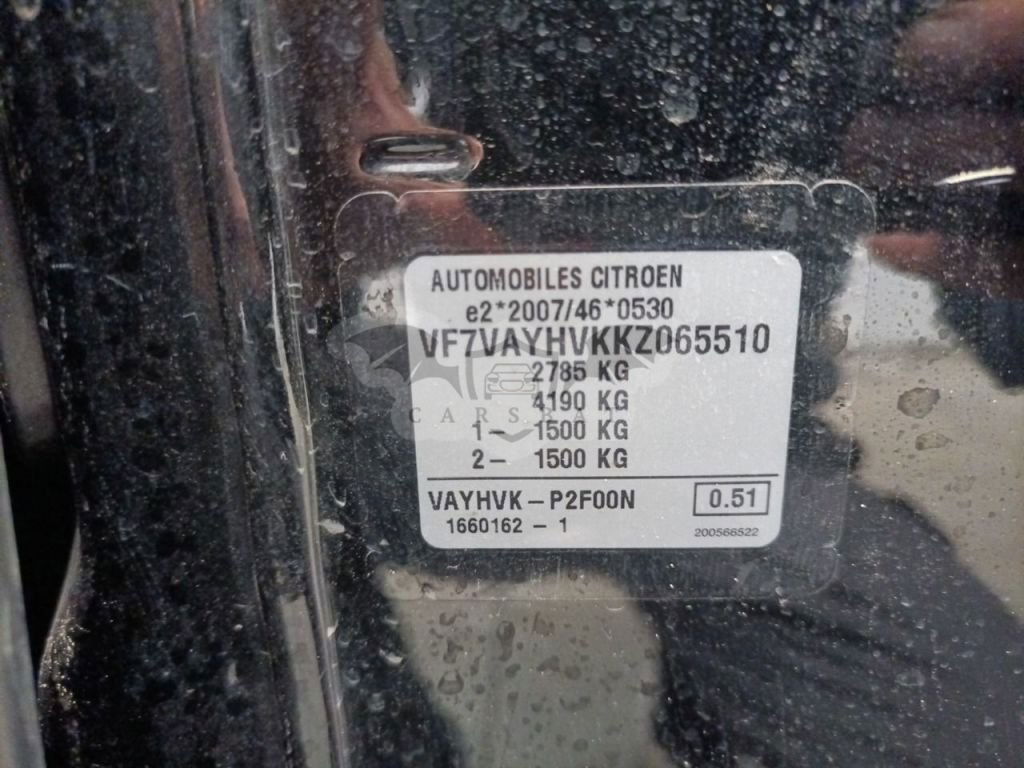 AUTOMOBILES CITROEN
e2*2007/46*0530
VF7VAYHVKKZ065510
2785 KG
4190 KG
1– 1500 KG
2– 1500 KG
VAYHVK – P2F00N 0.51
1660162 – 1 200566522
CARSBAT